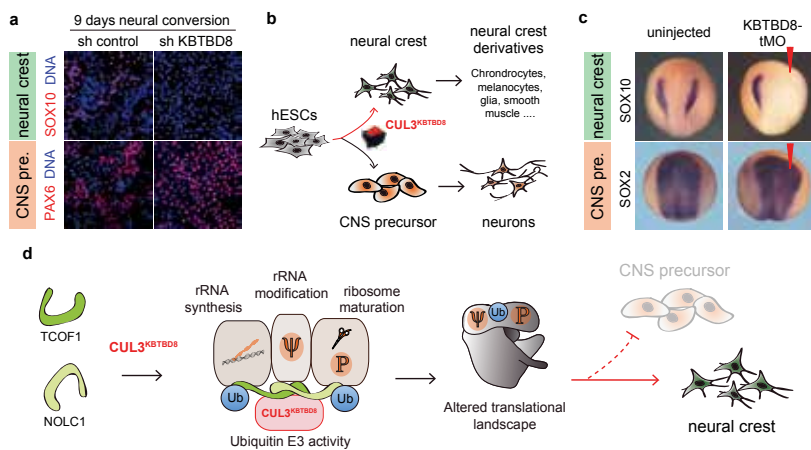 a
9 days neural conversion
sh control
sh KBTBD8
neural crest
SOX10 DNA
CNS pre.
PAX6 DNA
b
neural crest
neural crest
derivatives
Chrondrocytes,
melanocytes,
glia, smooth
muscle ....
hESCs
CUL3KBTBD8
CNS precursor
neurons
c
uninjected
KBTBD8-
tMO
neural crest
SOX10
CNS pre.
SOX2
d
TCOF1
NOLC1
CUL3KBTBD8
rRNA
synthesis
rRNA
modification
ribosome
maturation
Ψ
ℙ
Ub
CUL3KBTBD8
Ub
Ubiquitin E3 activity
Ψ
Ub
ℙ
Altered translational
landscape
CNS precursor
neural crest